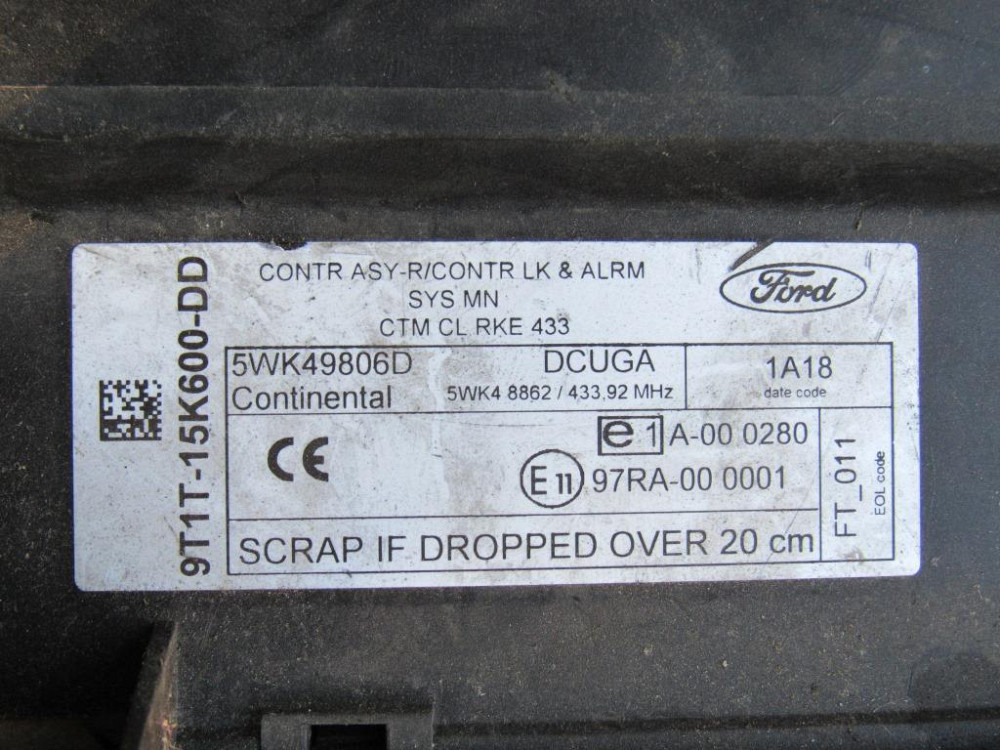 CONTR ASY-R/CONTR LK & ALRM
SYS MN
CTM CL RKE 433
Ford
9T1T-15K600-DD
5WK49806D DCUGA
Continental 5WK4 8862 / 433,92 MHz
1A18
date code
CE
e1 A-00 0280
E11 97RA-00 0001
FT_011
EOL code
SCRAP IF DROPPED OVER 20 cm